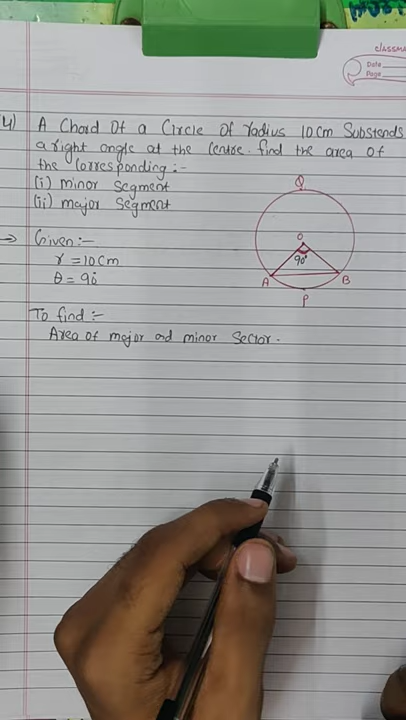 classma
Date
Page
4) A Chord Of a Circle Of radius 10cm Substends
a right angle at the Centre. find the area of
the Corresponding :-
(i) minor Segment
(ii) major Segment
Q
→ Given:-
r = 10cm
θ = 90°
O
90°
A
B
P
To find :-
Area of major and minor Sector.